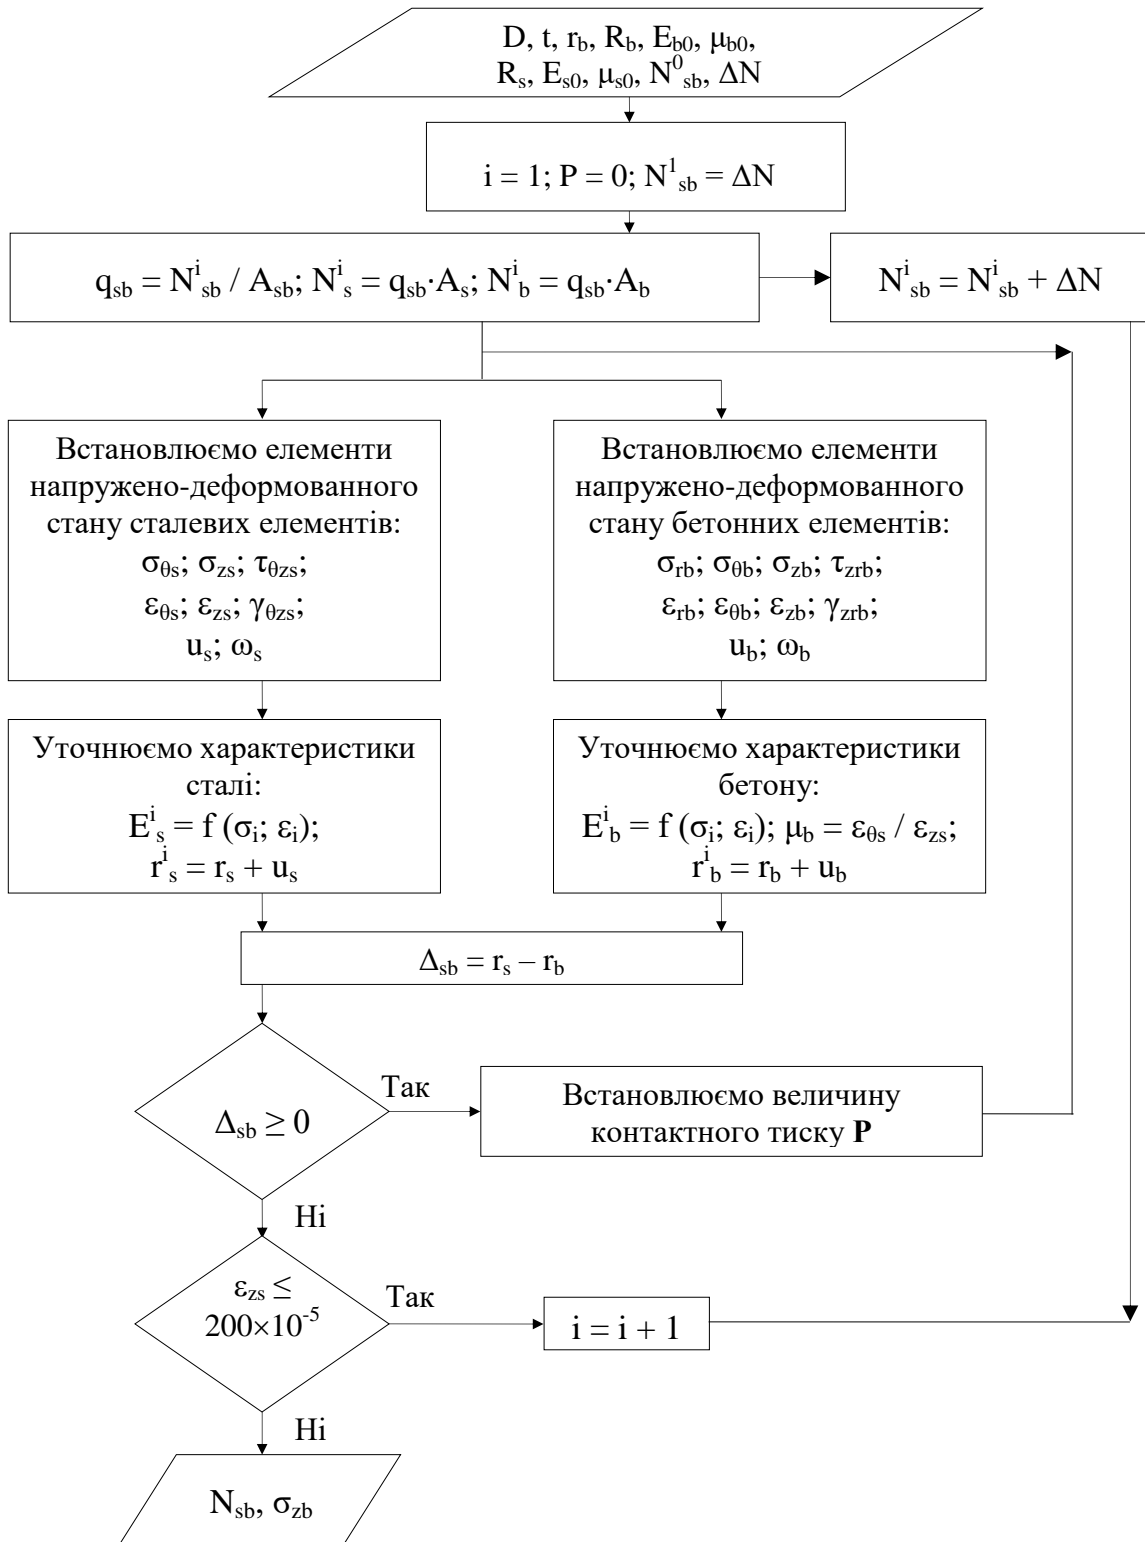 D, t, r_b, R_b, E_b0, μ_b0,
R_s, E_s0, μ_s0, N^0_sb, ΔN
i = 1; P = 0; N^1_sb = ΔN
q_sb = N^i_sb / A_sb; N^i_s = q_sb·A_s; N^i_b = q_sb·A_b
N^i_sb = N^i_sb + ΔN
Встановлюємо елементи
напружено-деформованного
стану сталевих елементів:
σ_θs; σ_zs; τ_θzs;
ε_θs; ε_zs; γ_θzs;
u_s; ω_s
Встановлюємо елементи
напружено-деформованного
стану бетонних елементів:
σ_rb; σ_θb; σ_zb; τ_zrb;
ε_rb; ε_θb; ε_zb; γ_zrb;
u_b; ω_b
Уточнюємо характеристики
сталі:
E^i_s = f (σ_i; ε_i);
r^i_s = r_s + u_s
Уточнюємо характеристики
бетону:
E^i_b = f (σ_i; ε_i); μ_b = ε_θs / ε_zs;
r^i_b = r_b + u_b
Δ_sb = r_s – r_b
Δ_sb ≥ 0
Так
Встановлюємо величину
контактного тиску P
Ні
ε_zs ≤
200×10^-5
Так
i = i + 1
Ні
N_sb, σ_zb